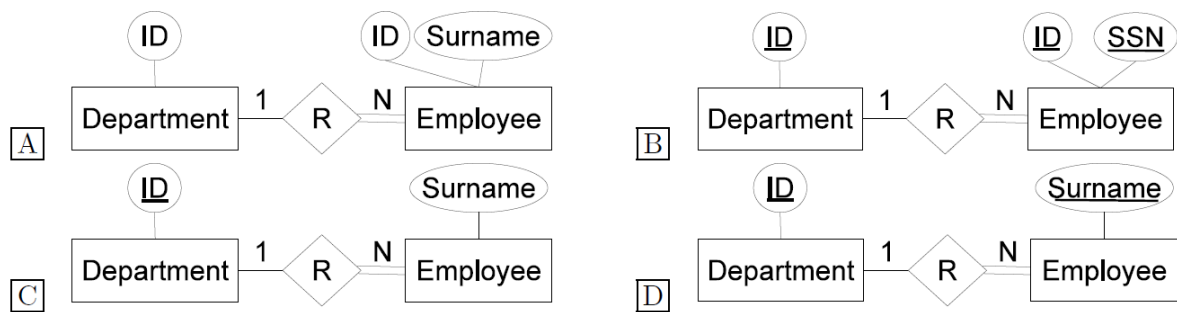 ID ID Surname
Department 1 R N Employee
A
ID ID SSN
Department 1 R N Employee
B
ID Surname
Department 1 R N Employee
C
ID Surname
Department 1 R N Employee
D